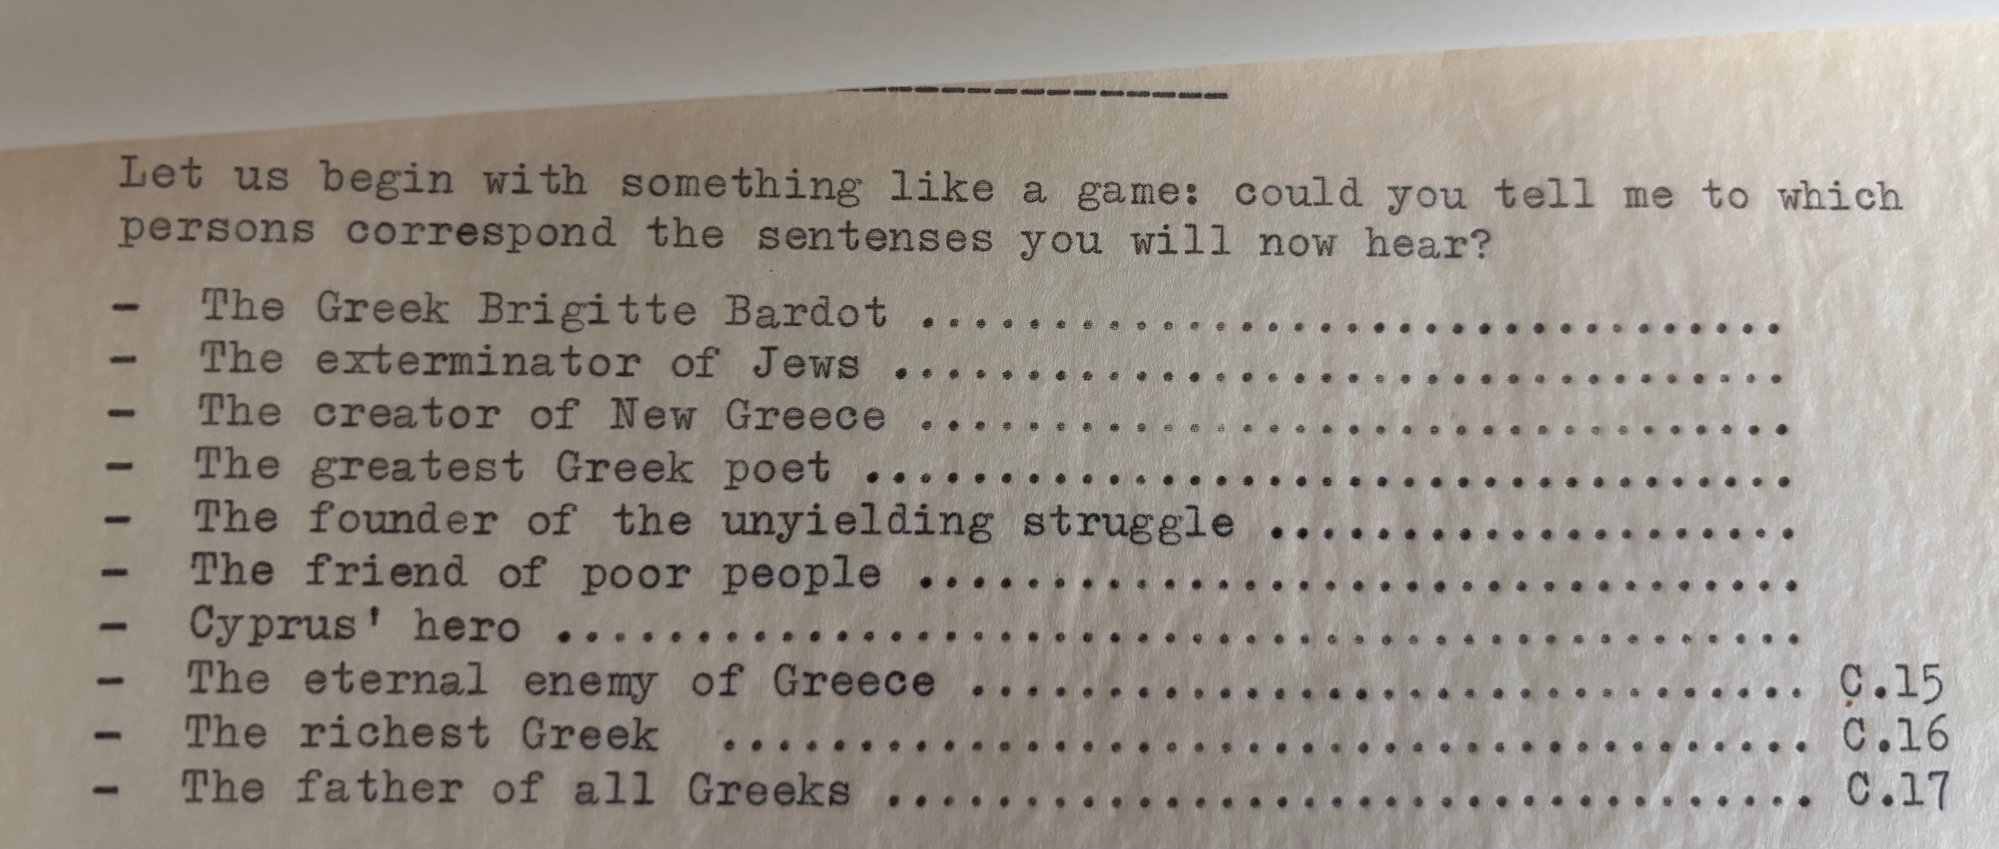 Let us begin with something like a game: could you tell me to which
persons correspond the sentenses you will now hear?
- The Greek Brigitte Bardot .................................
- The exterminator of Jews ..................................
- The creator of New Greece .................................
- The greatest Greek poet ...................................
- The founder of the unyielding struggle ....................
- The friend of poor people .................................
- Cyprus' hero ..............................................
- The eternal enemy of Greece ............................... C.15
- The richest Greek ......................................... C.16
- The father of all Greeks .................................. C.17